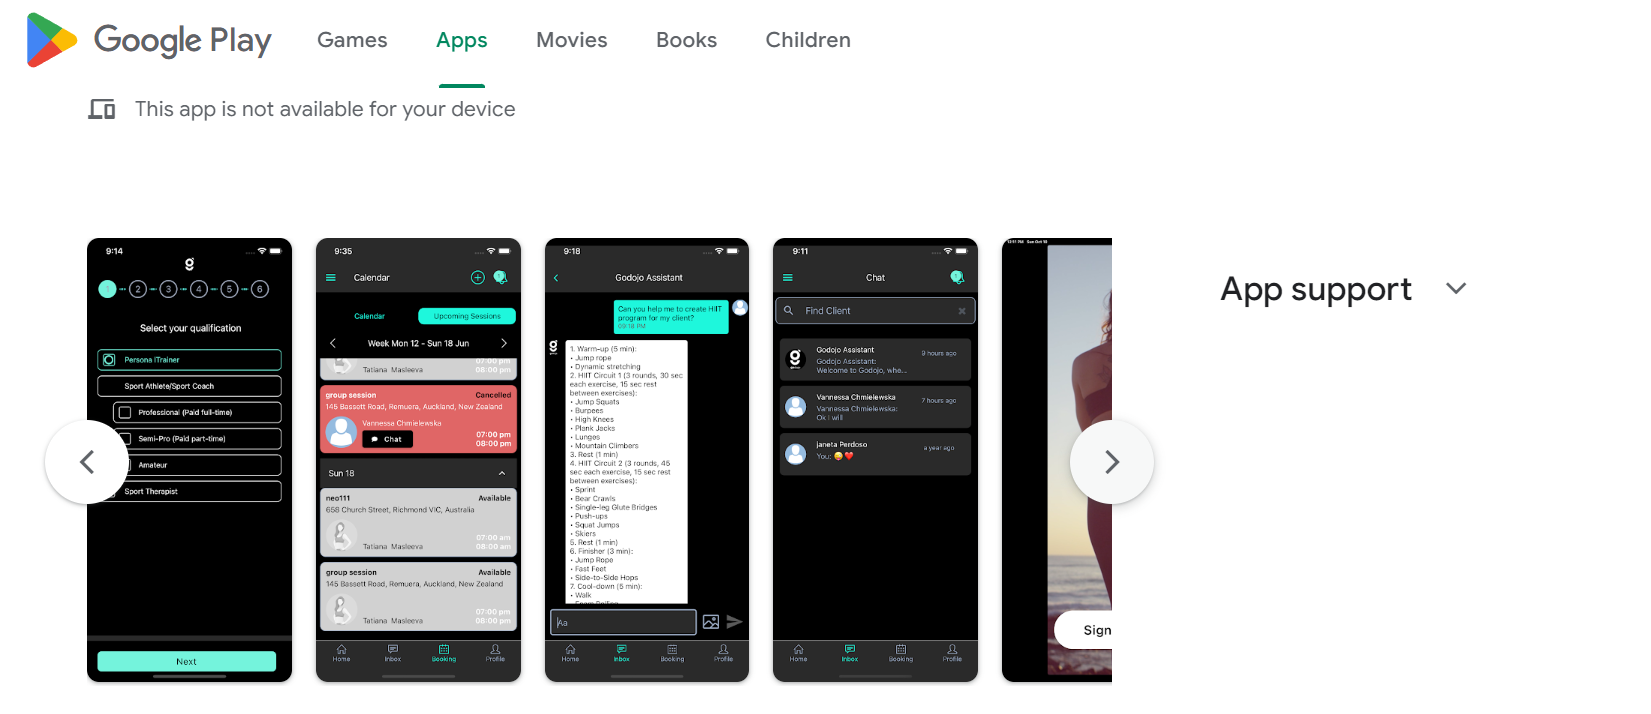 Google Play
Games
Apps
Movies
Books
Children
This app is not available for your device
9:14
g
1 2 3 4 5 6
Select your qualification
Persona lTrainer
Sport Athlete/Sport Coach
Professional (Paid full-time)
Semi-Pro (Paid part-time)
Amateur
Sport Therapist
Next
9:35
Calendar
Calendar
Upcoming Sessions
Week Mon 12 - Sun 18 Jun
Tatiana Masleeva
08:00 pm
group session
Cancelled
145 Bassett Road, Remuera, Auckland, New Zealand
Vannessa Chmielewska
Chat
07:00 pm
08:00 pm
Sun 18
neo111
Available
658 Church Street, Richmond VIC, Australia
Tatiana Masleeva
07:00 am
08:00 am
group session
Available
145 Bassett Road, Remuera, Auckland, New Zealand
Tatiana Masleeva
07:00 pm
08:00 pm
Home
Inbox
Booking
Profile
9:18
Godojo Assistant
Can you help me to create HIIT
program for my client?
09:18 PM
g
1. Warm-up (5 min):
• Jump rope
• Dynamic stretching
2. HIIT Circuit 1 (3 rounds, 30 sec
each exercise, 15 sec rest
between exercises):
• Jump Squats
• Burpees
• High Knees
• Plank Jacks
• Lunges
• Mountain Climbers
3. Rest (1 min)
4. HIIT Circuit 2 (3 rounds, 45
sec each exercise, 15 sec rest
between exercises):
• Sprint
• Bear Crawls
• Single-leg Glute Bridges
• Push-ups
• Squat Jumps
• Skiers
5. Rest (1 min)
6. Finisher (3 min):
• Jump Rope
• Fast Feet
• Side-to-Side Hops
7. Cool-down (5 min):
• Walk
Aa
Home
Inbox
Booking
Profile
9:11
Chat
Find Client
g
Godojo Assistant
9 hours ago
Godojo Assistant:
Welcome to Godojo, whe...
Vannessa Chmielewska
7 hours ago
Vannessa Chmielewska:
Ok I will
janeta Perdoso
a year ago
You: 😜❤️
Home
Inbox
Booking
Profile
Sign
App support